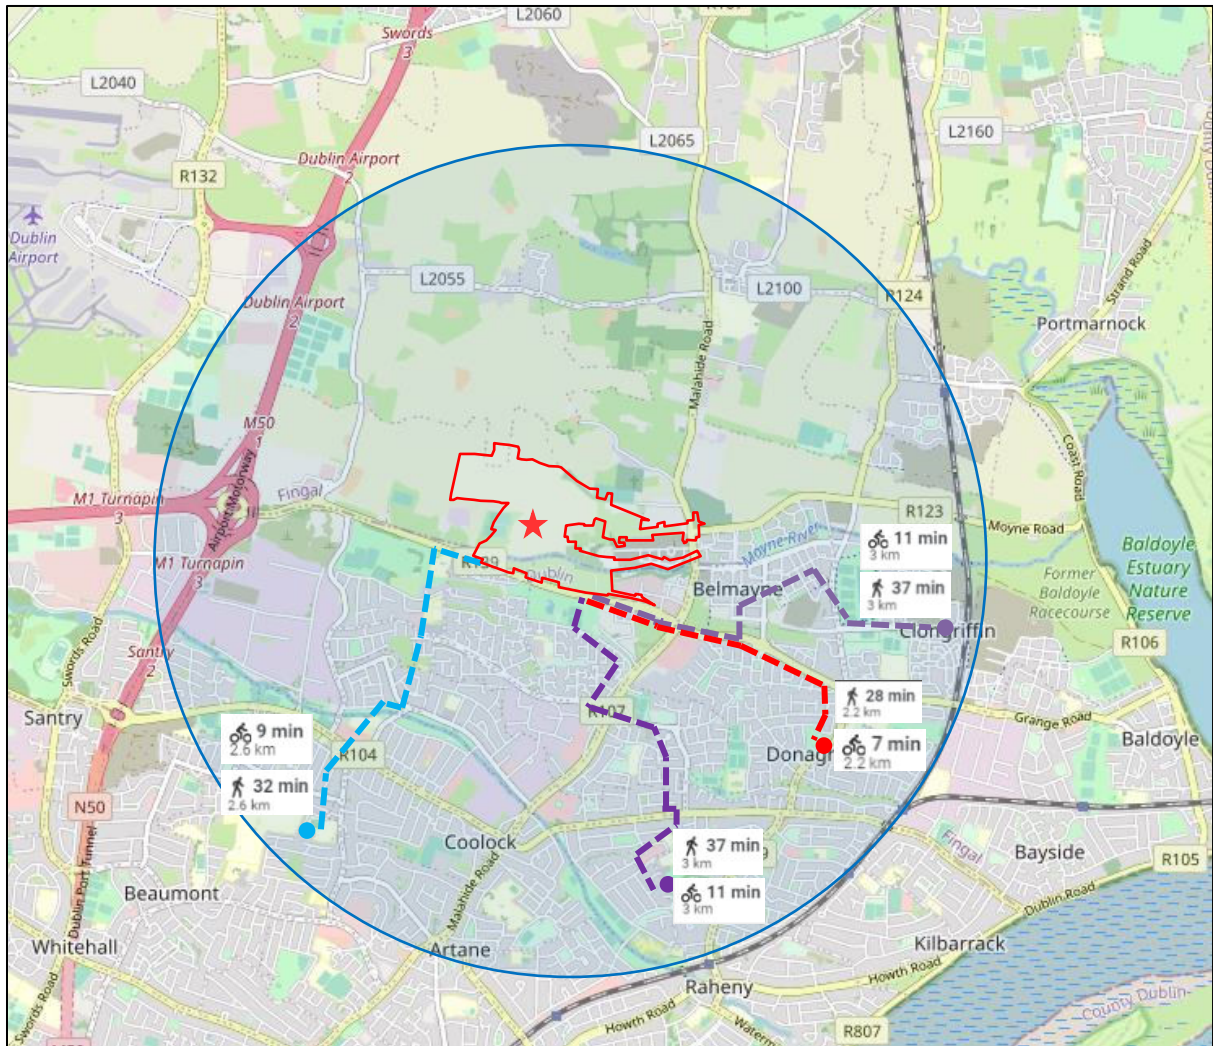 L2060
Swords
3
L2040
L2065
L2160
Dublin Airport
2
R132
Dublin
Airport
L2055
L2100
R124
Dublin Airport
2
Strand Road
Portmarnock
Malahide Road
M50
1
Coast Road
M1 Turnapin
3
Fingal
Airport Motorway
R123
Moyne Road
Moyne River
11 min
3 km
Baldoyle
Estuary
Nature
Reserve
M1 Turnapin
3
R139
Dublin
Belmayne
37 min
3 km
Former
Baldoyle
Racecourse
Clongriffin
R106
Swords Road
Santry
2
28 min
2.2 km
Santry
R107
Grange Road
9 min
2.6 km
R104
Donag
7 min
2.2 km
Baldoyle
32 min
2.6 km
N50
Dublin Port Tunnel
Coolock
37 min
3 km
9
Fingal
Bayside
R105
Beaumont
Malahide Road
11 min
3 km
Dublin Road
Whitehall
Artane
Kilbarrack
Howth Road
Swords Road
Raheny
County Dublin
Howth Road
Waterm
R807